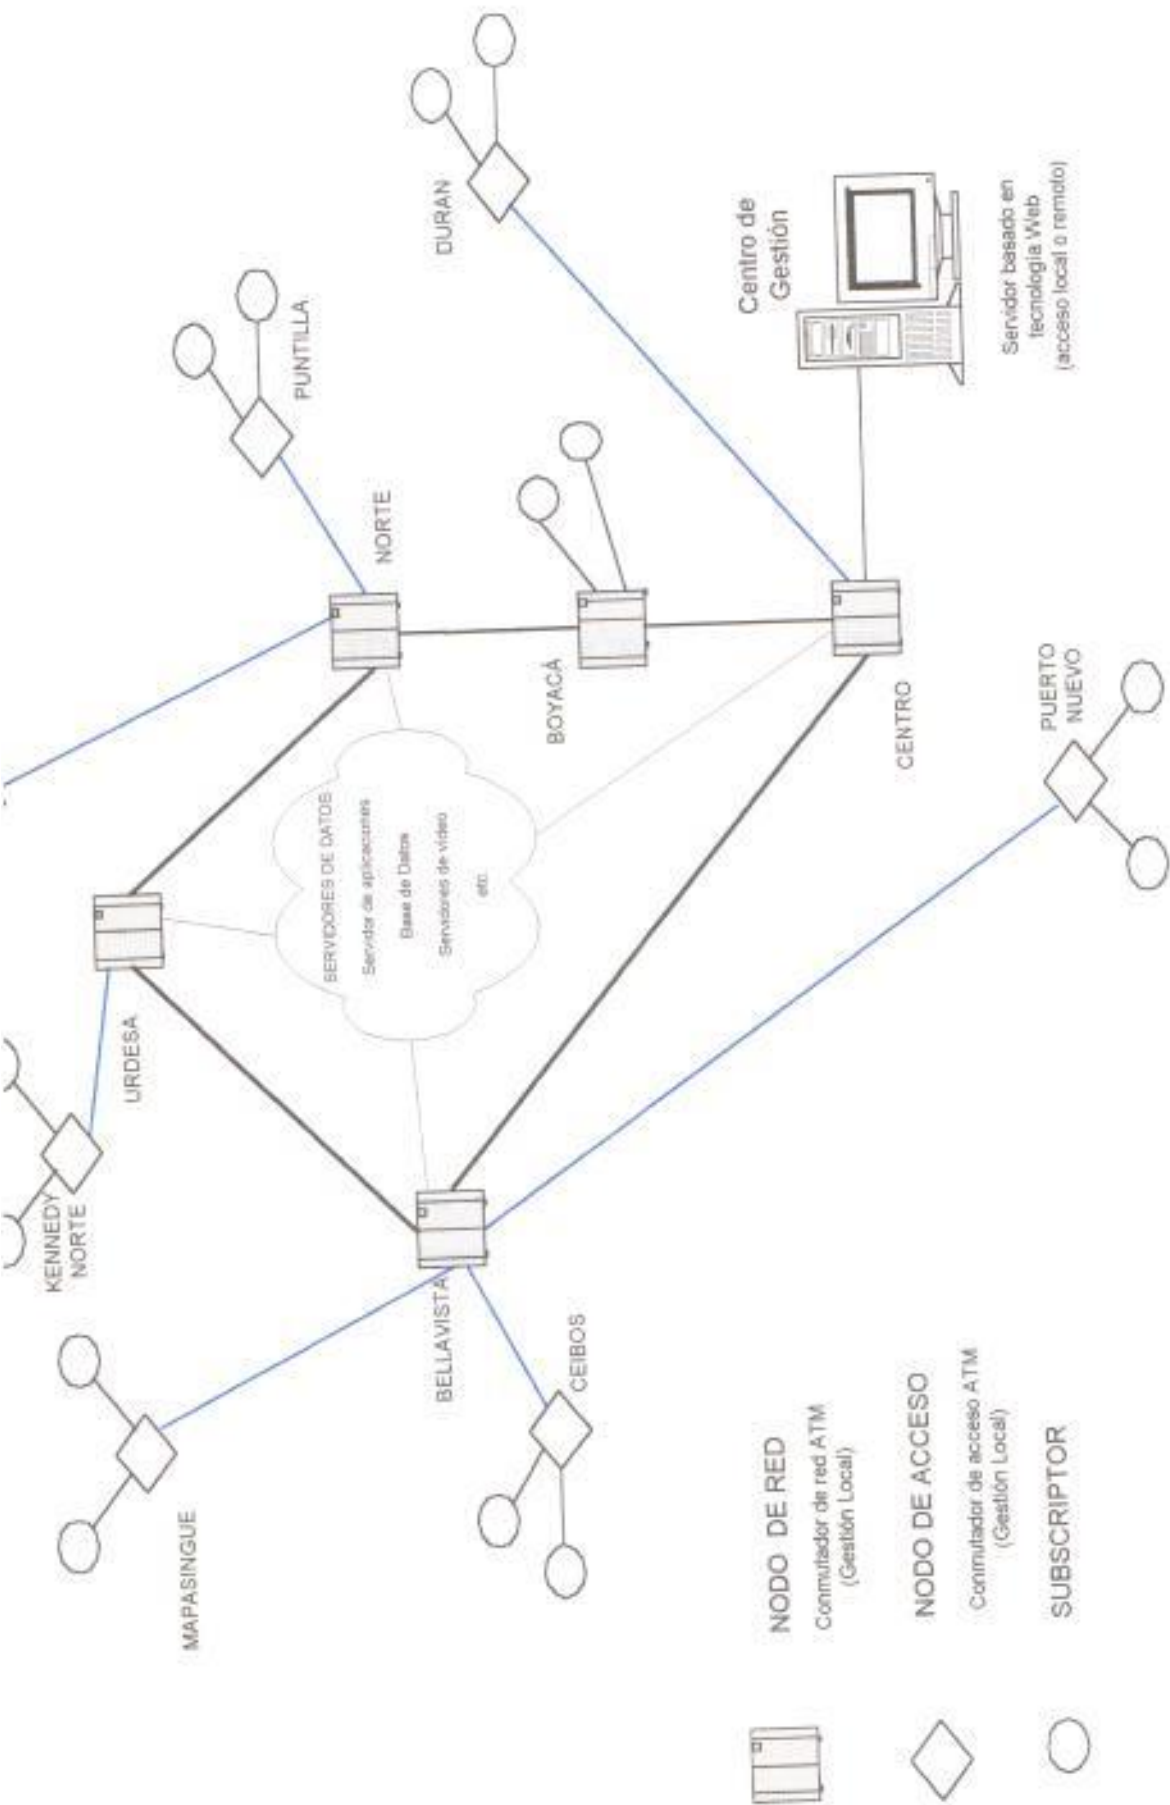 MAPASINGUE
KENNEDY
NORTE
URDESA
BELLAVISTA
CEIBOS
SERVIDORES DE DATOS
Servidor de aplicaciones
Base de Datos
Servidores de video
etc.
NORTE
PUNTILLA
BOYACÁ
DURAN
CENTRO
PUERTO
NUEVO
Centro de
Gestión
Servidor basado en
tecnología Web
(acceso local o remoto)
NODO DE RED
Conmutador de red ATM
(Gestión Local)
NODO DE ACCESO
Conmutador de acceso ATM
(Gestión Local)
SUBSCRIPTOR